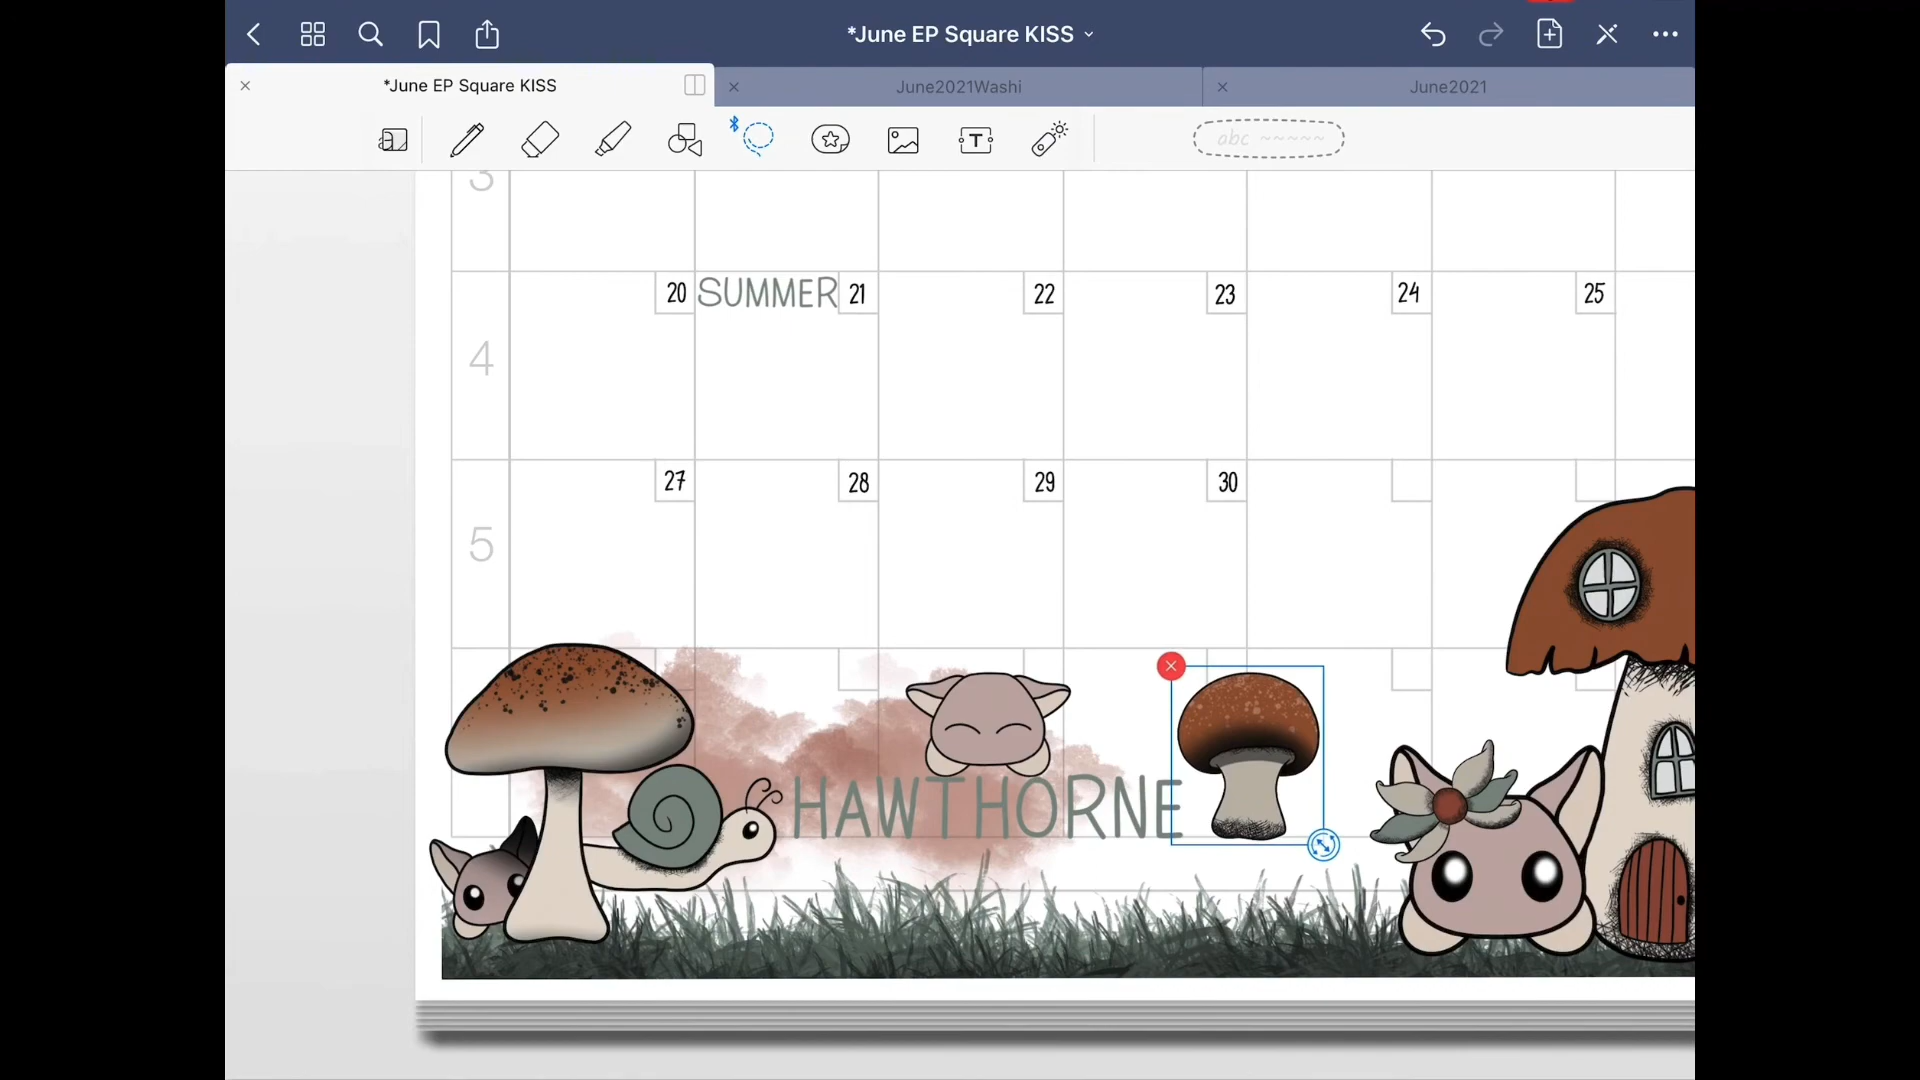 *June EP Square KISS
*June EP Square KISS
June2021Washi
June2021
T
abc
3
20 SUMMER 21 22 23 24 25
4
27 28 29 30
5
HAWTHORNE